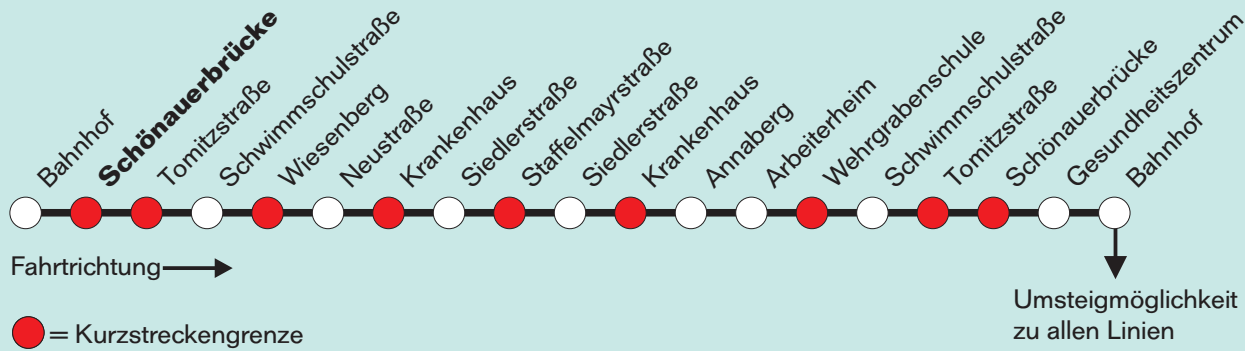 Bahnhof
Schönauerbrücke
Tomitzstraße
Schwimmschulstraße
Wiesenberg
Neustraße
Krankenhaus
Siedlerstraße
Staffelmayrstraße
Siedlerstraße
Krankenhaus
Annaberg
Arbeiterheim
Wehrgrabenschule
Schwimmschulstraße
Tomitzstraße
Schönauerbrücke
Gesundheitszentrum
Bahnhof
Fahrtrichtung
Umsteigmöglichkeit
zu allen Linien
= Kurzstreckengrenze